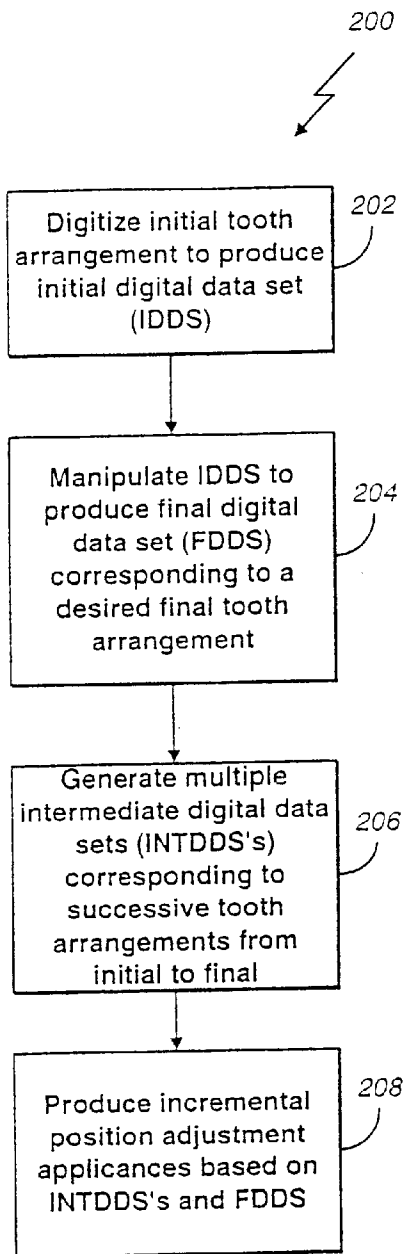 200
202
Digitize initial tooth
arrangement to produce
initial digital data set
(IDDS)
204
Manipulate IDDS to
produce final digital
data set (FDDS)
corresponding to a
desired final tooth
arrangement
206
Generate multiple
intermediate digital data
sets (INTDDS's)
corresponding to
successive tooth
arrangements from
initial to final
208
Produce incremental
position adjustment
applicances based on
INTDDS's and FDDS